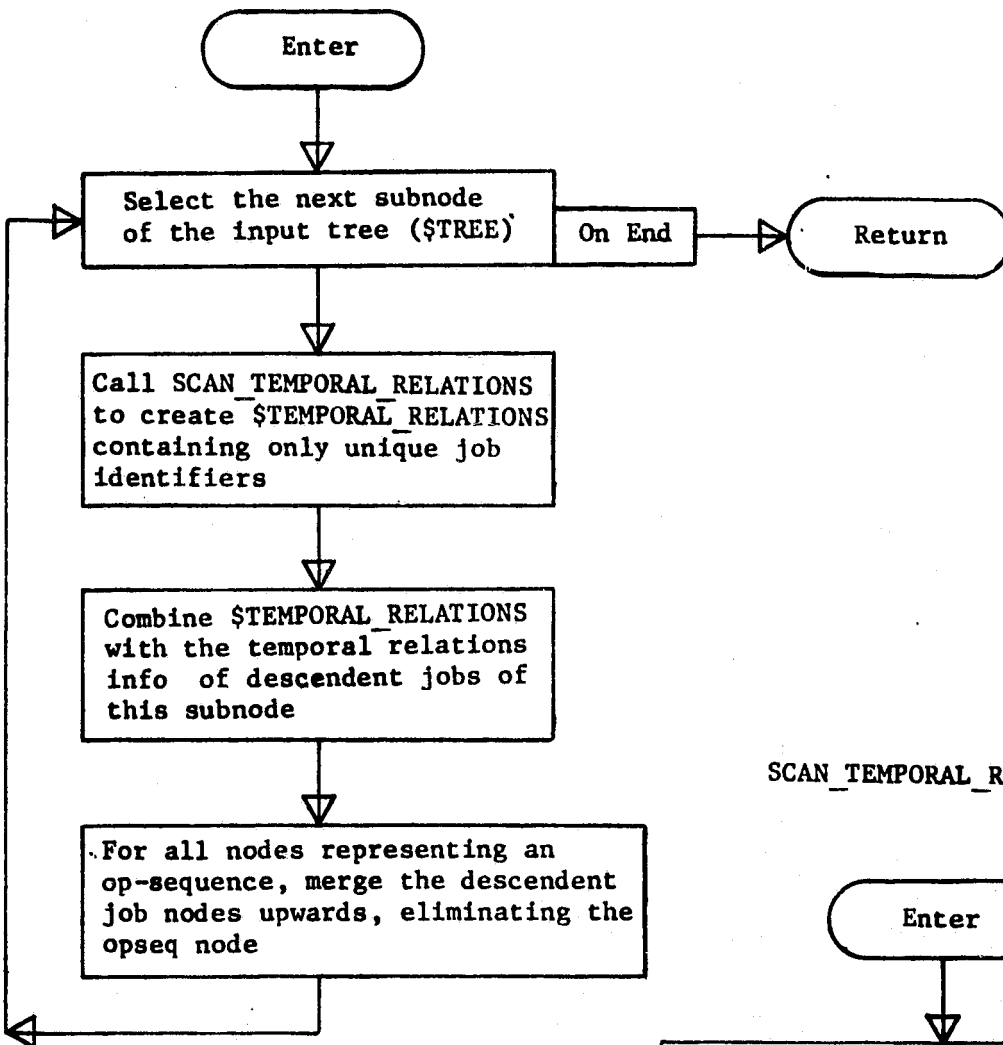 Enter
Select the next subnode
of the input tree ($TREE)
On End
Return
Call SCAN_TEMPORAL_RELATIONS
to create $TEMPORAL_RELATIONS
containing only unique job
identifiers
Combine $TEMPORAL_RELATIONS
with the temporal relations
info of descendent jobs of
this subnode
For all nodes representing an
op-sequence, merge the descendent
job nodes upwards, eliminating the
opseq node
SCAN_TEMPORAL_R
Enter